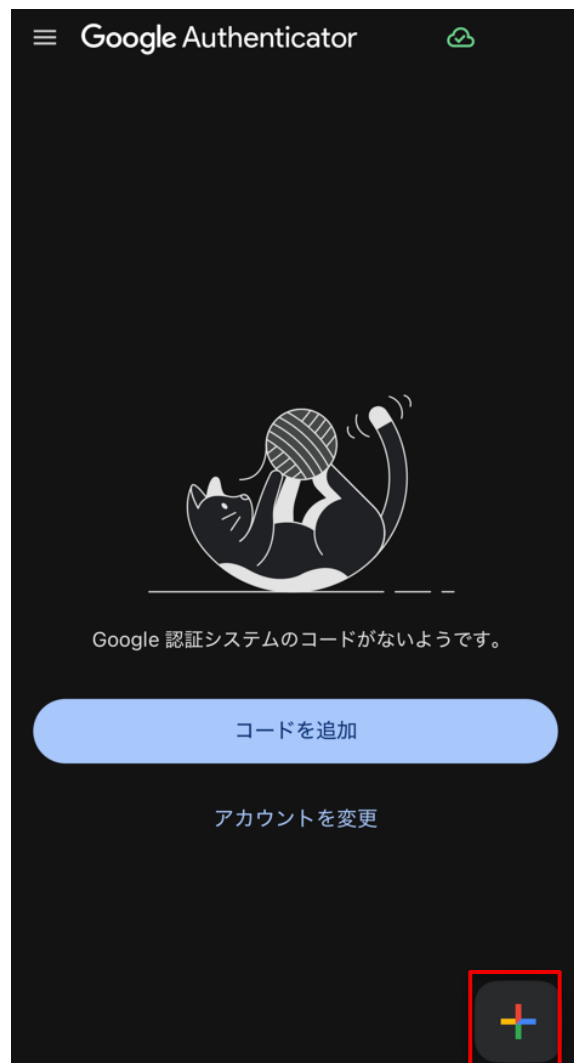 Google Authenticator
Google 認証システムのコードがないようです。
コードを追加
アカウントを変更